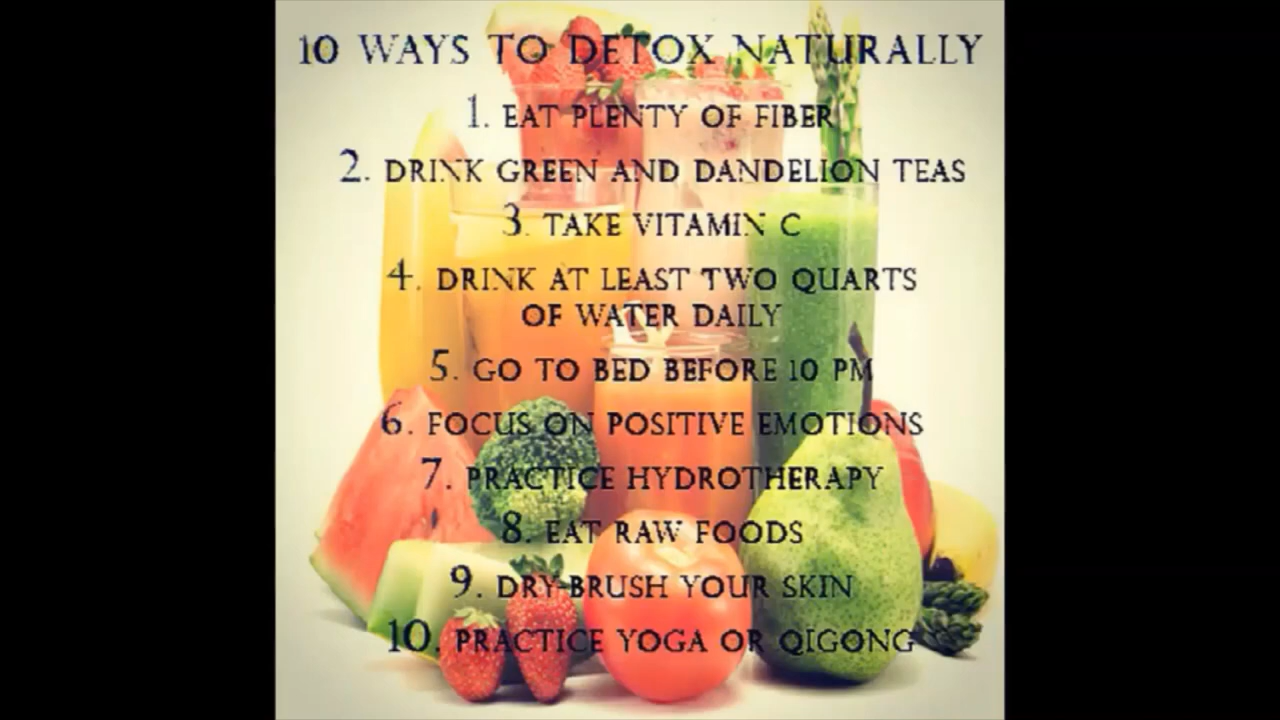 10 WAYS TO DETOX NATURALLY
1. EAT PLENTY OF FIBER
2. DRINK GREEN AND DANDELION TEAS
3. TAKE VITAMIN C
4. DRINK AT LEAST TWO QUARTS
OF WATER DAILY
5. GO TO BED BEFORE 10 PM
6. FOCUS ON POSITIVE EMOTIONS
7. PRACTICE HYDROTHERAPY
8. EAT RAW FOODS
9. DRY-BRUSH YOUR SKIN
10. PRACTICE YOGA OR QIGONG